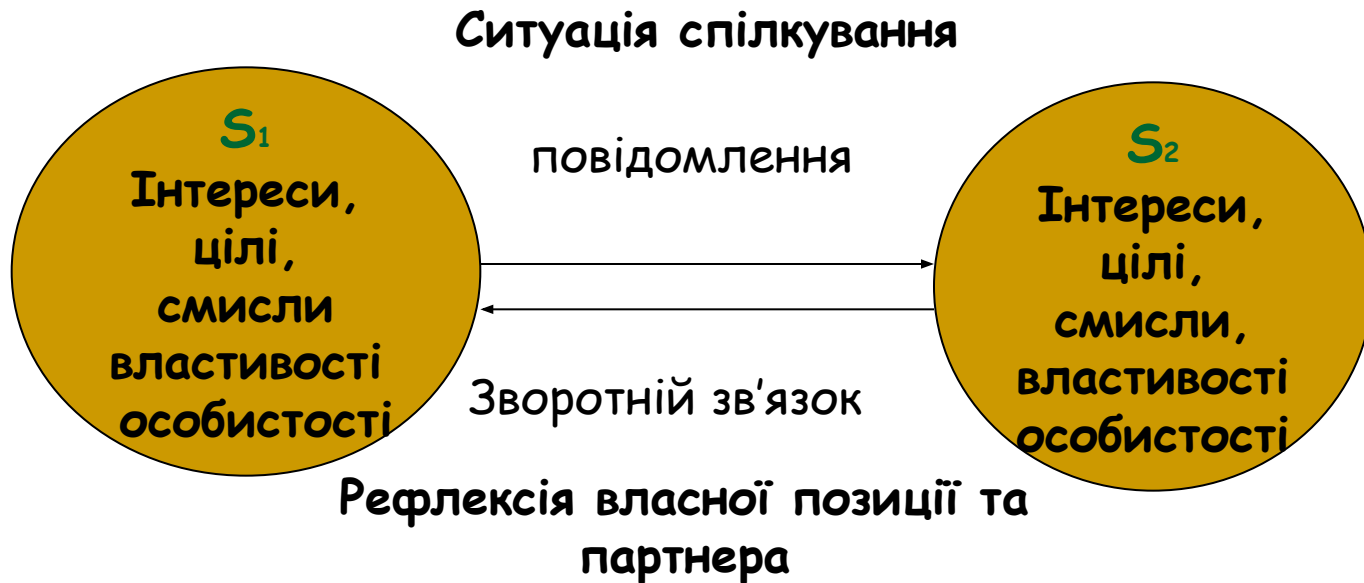 Ситуація спілкування
S1
Інтереси,
цілі,
смисли
властивості
особистості
повідомлення
Зворотній зв’язок
S2
Інтереси,
цілі,
смисли,
властивості
особистості
Рефлексія власної позиції та
партнера